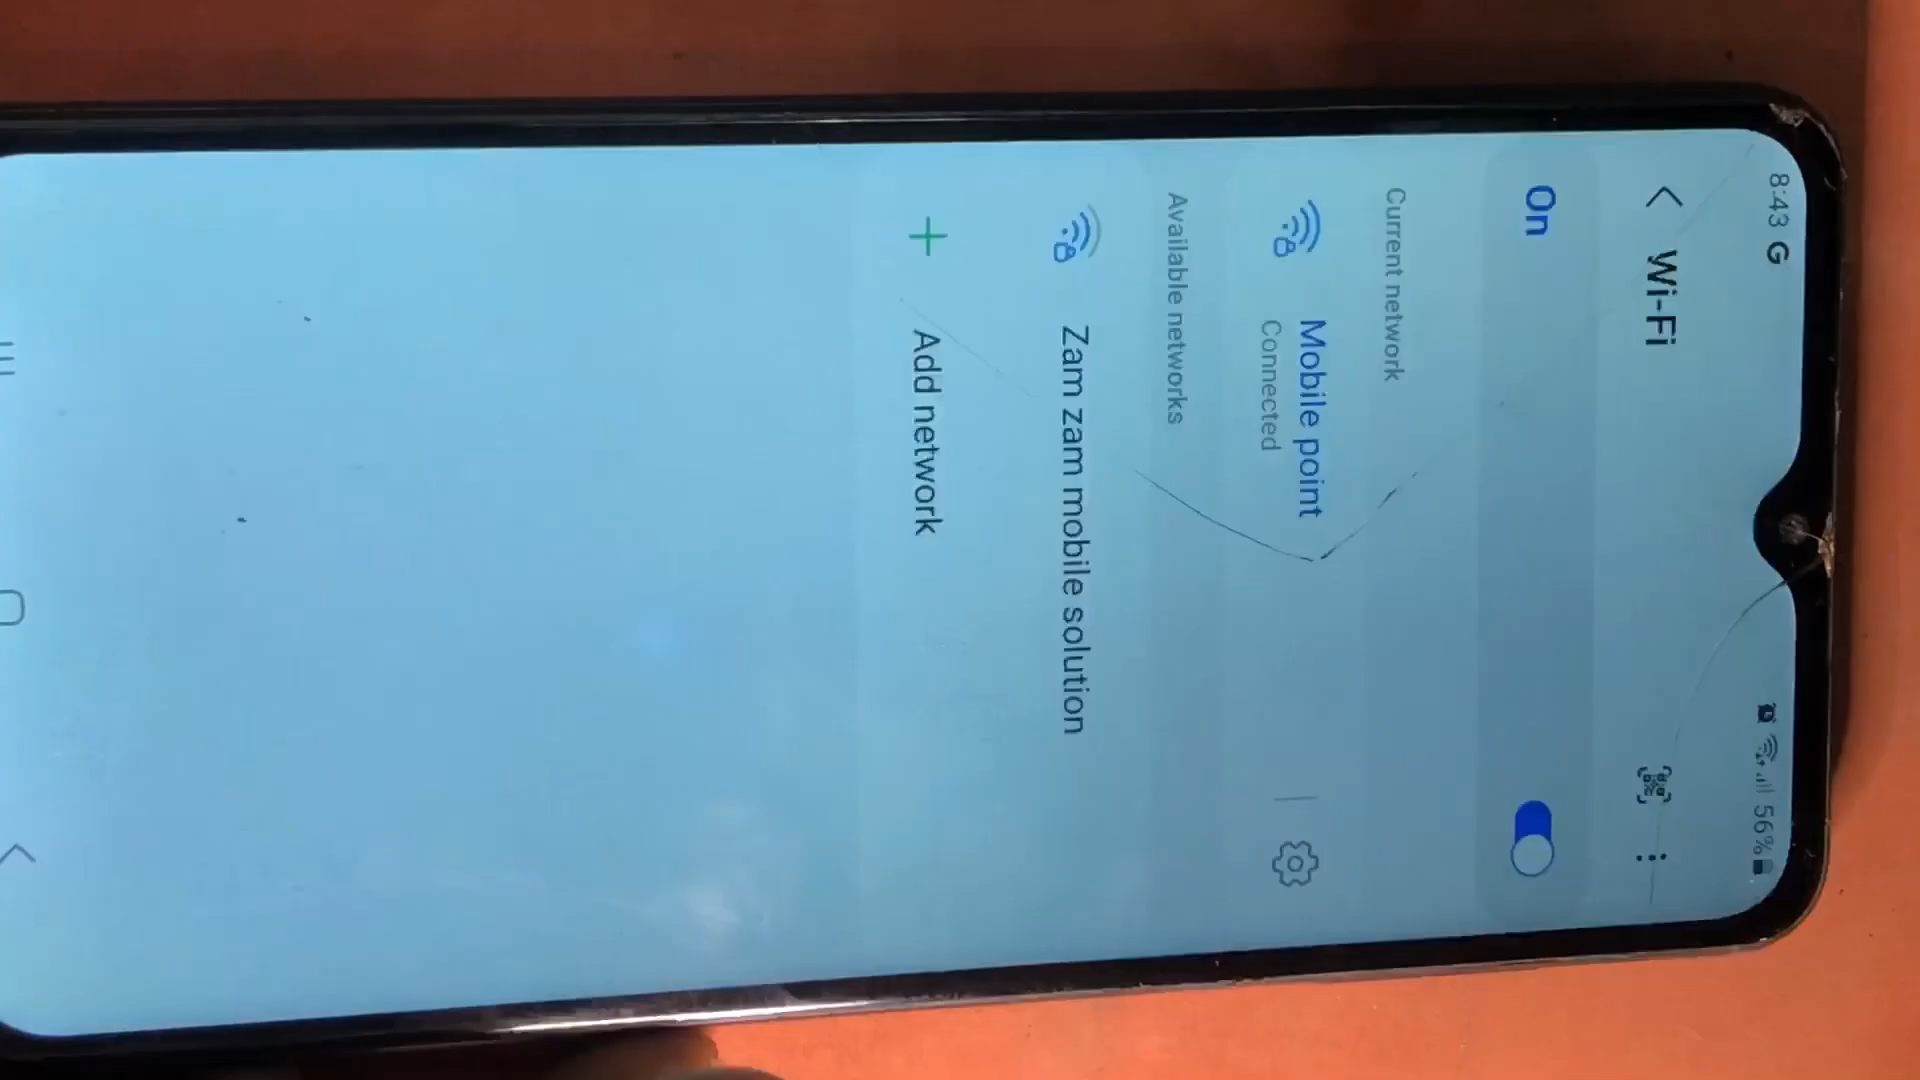 8:43 G 56%
Wi-Fi
On
Current network
Mobile point
Connected
Available networks
Zam zam mobile solution
Add network